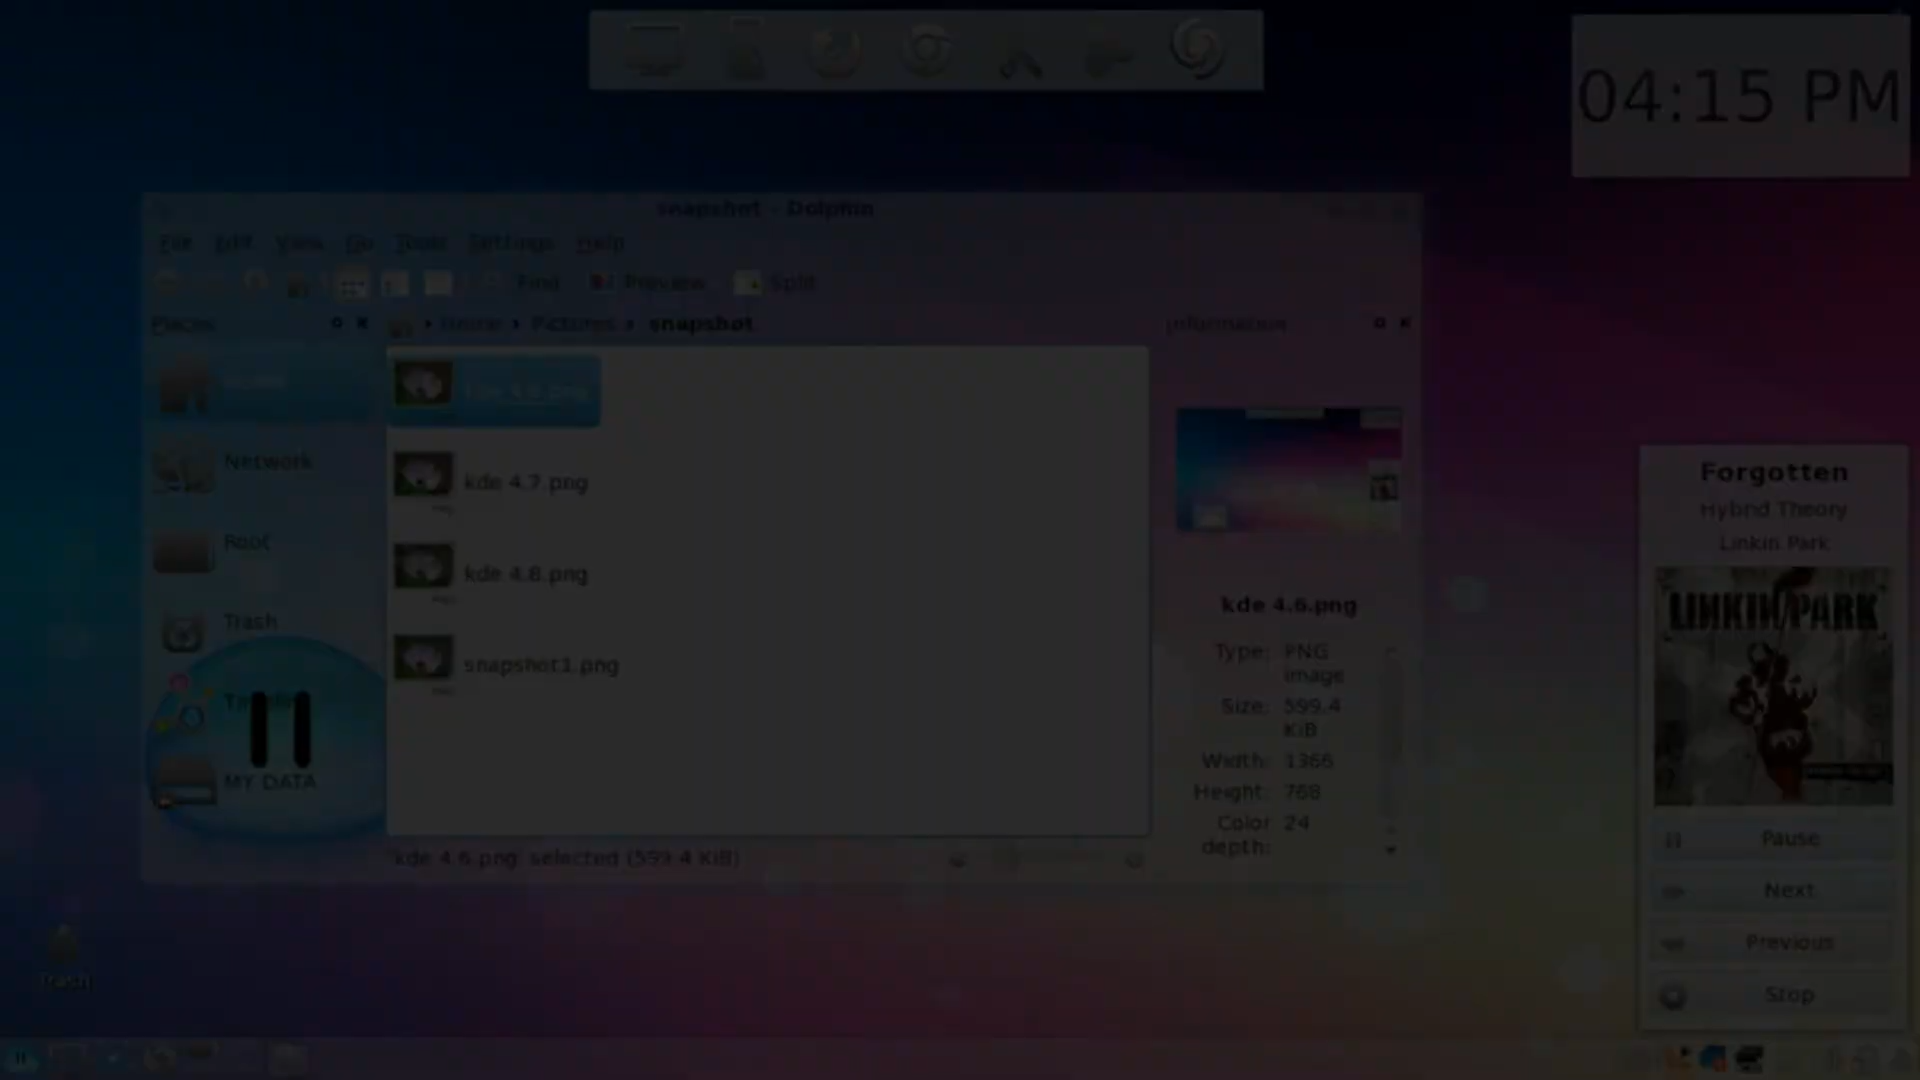 04:15 PM
snapshot - Dolphin
File Edit View Go Tools Settings Help
Find Preview Split
Places
Home Pictures snapshot
Information
Network
Root
Trash
MY DATA
kde 4.6.png
kde 4.7.png
kde 4.8.png
snapshot1.png
kde 4.6.png
Type: PNG
image
Size: 599.4
KiB
Width: 1366
Height: 768
Color 24
depth:
kde 4.6.png selected (599.4 KiB)
Forgotten
Hybrid Theory
Linkin Park
LINKIN PARK
Pause
Next
Previous
Stop
Trash